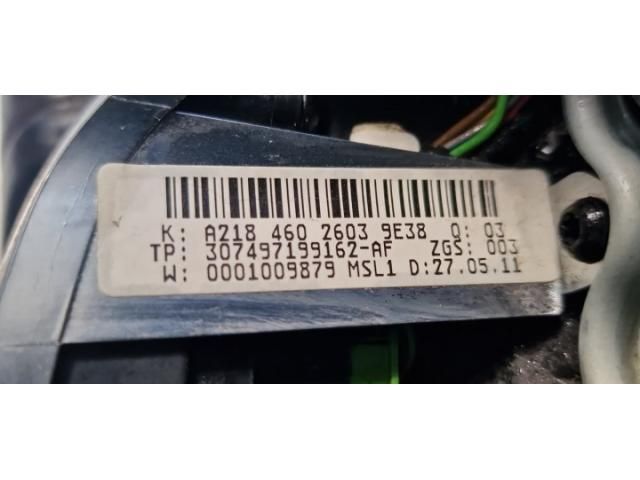 K: A218 460 2603 9E38 Q: 03
TP: 307497199162-AF ZGS: 003
W: 0001009879 MSL1 D:27.05.11